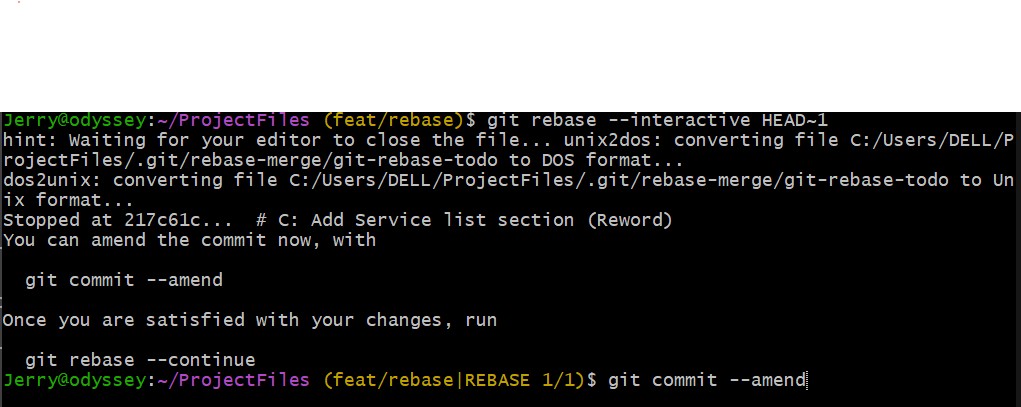 Jerry@odyssey:~/ProjectFiles (feat/rebase)$ git rebase --interactive HEAD~1
hint: Waiting for your editor to close the file... unix2dos: converting file C:/Users/DELL/P
rojectFiles/.git/rebase-merge/git-rebase-todo to DOS format...
dos2unix: converting file C:/Users/DELL/ProjectFiles/.git/rebase-merge/git-rebase-todo to Un
ix format...
Stopped at 217c61c...  # C: Add Service list section (Reword)
You can amend the commit now, with
  git commit --amend
Once you are satisfied with your changes, run
  git rebase --continue
Jerry@odyssey:~/ProjectFiles (feat/rebase|REBASE 1/1)$ git commit --amend